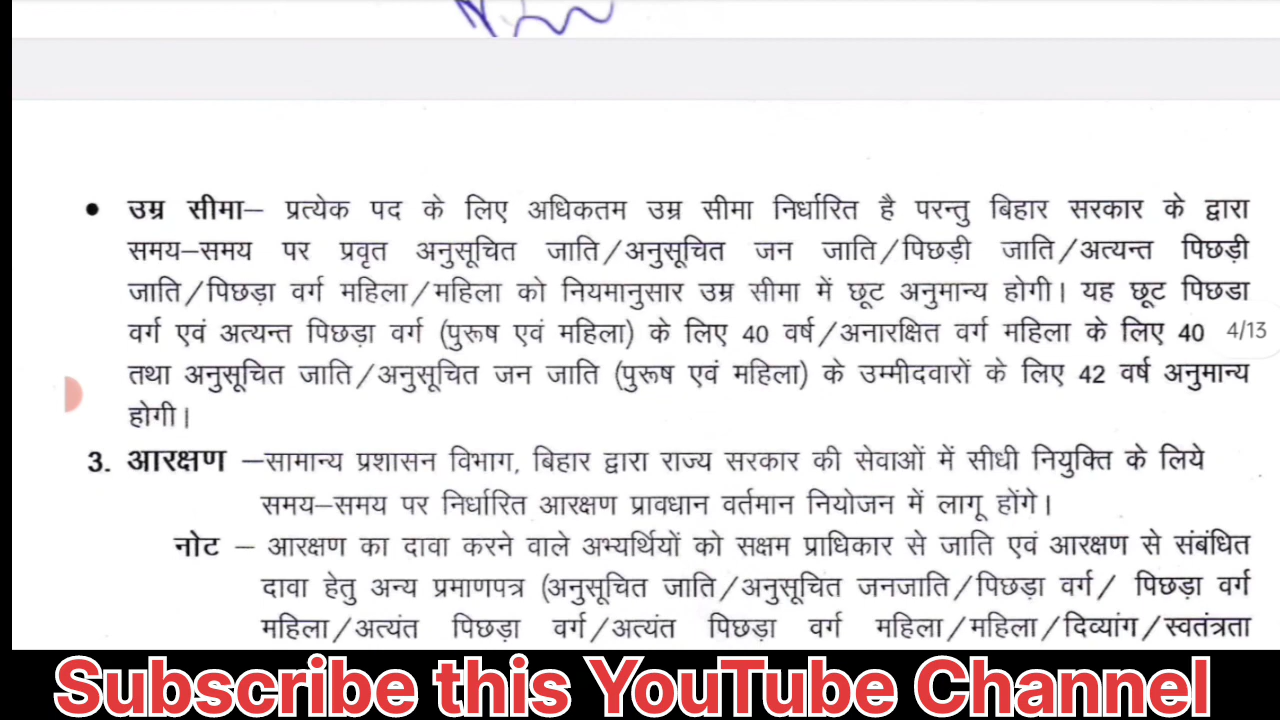 • उम्र सीमा– प्रत्येक पद के लिए अधिकतम उम्र सीमा निर्धारित है परन्तु बिहार सरकार के द्वारा
समय–समय पर प्रवृत अनुसूचित जाति/अनुसूचित जन जाति/पिछड़ी जाति/अत्यन्त पिछड़ी
जाति/पिछड़ा वर्ग महिला/महिला को नियमानुसार उम्र सीमा में छूट अनुमान्य होगी। यह छूट पिछडा
वर्ग एवं अत्यन्त पिछड़ा वर्ग (पुरूष एवं महिला) के लिए 40 वर्ष/अनारक्षित वर्ग महिला के लिए 40
4/13
तथा अनुसूचित जाति/अनुसूचित जन जाति (पुरूष एवं महिला) के उम्मीदवारों के लिए 42 वर्ष अनुमान्य
होगी।
3. आरक्षण –सामान्य प्रशासन विभाग, बिहार द्वारा राज्य सरकार की सेवाओं में सीधी नियुक्ति के लिये
समय–समय पर निर्धारित आरक्षण प्रावधान वर्तमान नियोजन में लागू होंगे।
नोट – आरक्षण का दावा करने वाले अभ्यर्थियों को सक्षम प्राधिकार से जाति एवं आरक्षण से संबंधित
दावा हेतु अन्य प्रमाणपत्र (अनुसूचित जाति/अनुसूचित जनजाति/पिछड़ा वर्ग/ पिछड़ा वर्ग
महिला/अत्यंत पिछड़ा वर्ग/अत्यंत पिछड़ा वर्ग महिला/महिला/दिव्यांग/स्वतंत्रता
Subscribe this YouTube Channel